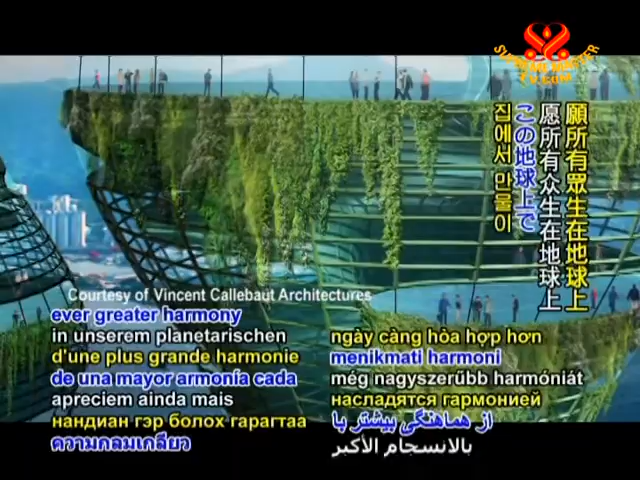 SUPREME MASTER
TV.COM
願所有眾生在地球上
愿所有众生在地球上
この地球上で
집에서 만물이
Courtesy of Vincent Callebaut Architectures
ever greater harmony
in unserem planetarischen
d'une plus grande harmonie
de una mayor armonía cada
apreciem ainda mais
нандиан гэр болох гарагтаа
ความกลมเกลียว
ngày càng hòa hợp hơn
menikmati harmoni
még nagyszerűbb harmóniát
насладятся гармонией
از هماهنگی بیشتر با
بالانسجام الأكبر